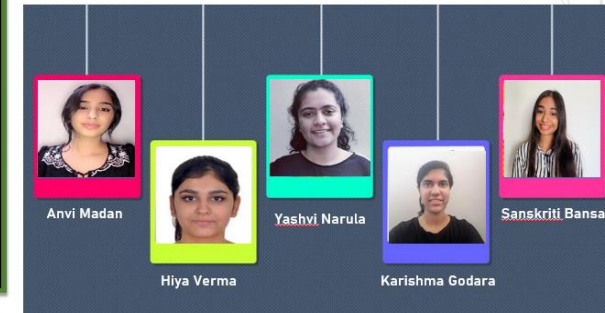 Anvi Madan
Hiya Verma
Yashvi Narula
Karishma Godara
Sanskriti Bansa